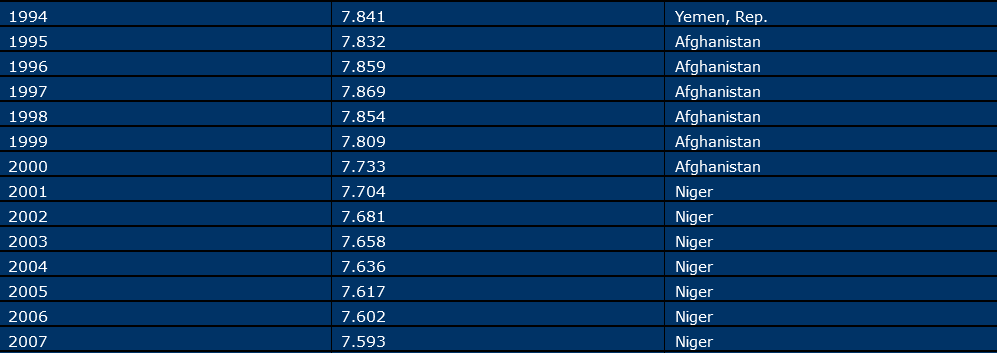 1994 7.841 Yemen, Rep.
1995 7.832 Afghanistan
1996 7.859 Afghanistan
1997 7.869 Afghanistan
1998 7.854 Afghanistan
1999 7.809 Afghanistan
2000 7.733 Afghanistan
2001 7.704 Niger
2002 7.681 Niger
2003 7.658 Niger
2004 7.636 Niger
2005 7.617 Niger
2006 7.602 Niger
2007 7.593 Niger